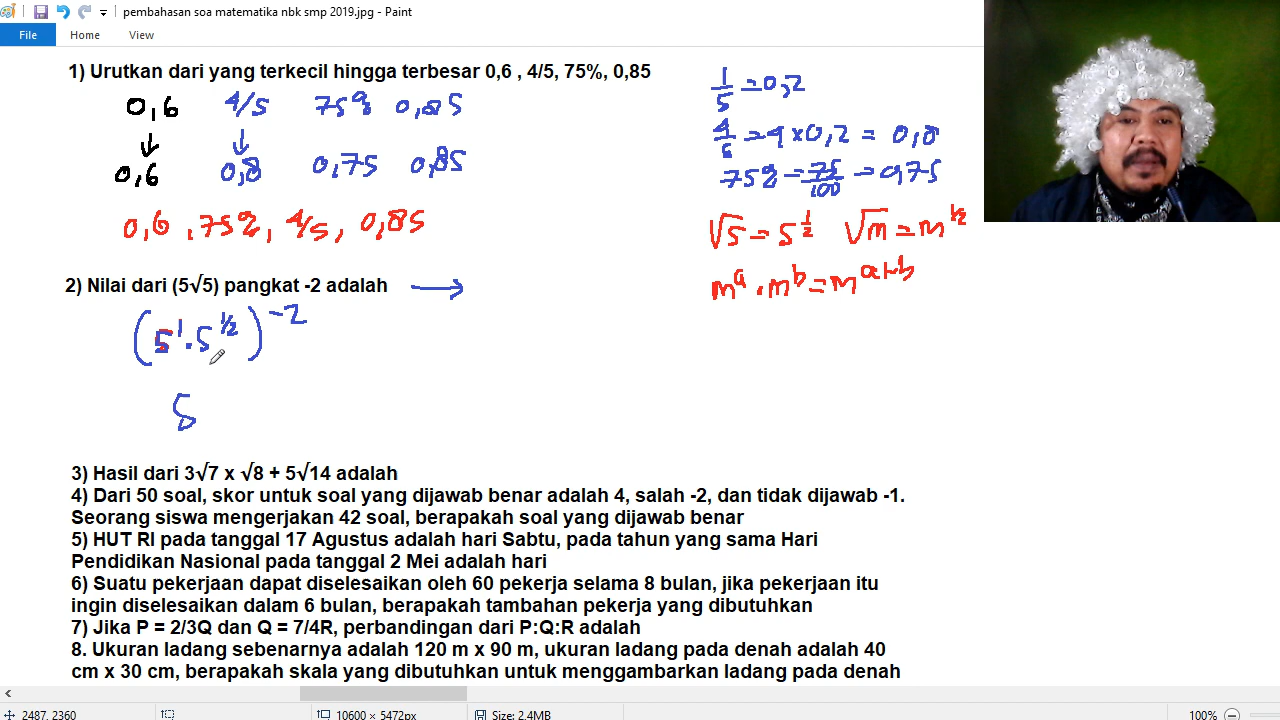 pembahasan soa matematika nbk smp 2019.jpg - Paint
File Home View
1) Urutkan dari yang terkecil hingga terbesar 0,6 , 4/5, 75%, 0,85
0,6 4/5 75% 0,85
0,6 0,8 0,75 0,85
0,6 , 75%, 4/5, 0,85
1/5 = 0,2
4/5 = 4 x 0,2 = 0,8
75% = 75/100 = 0,75
√5 = 5^1/2 √m = m^1/2
m^a . m^b = m^a+b
2) Nilai dari (5√5) pangkat -2 adalah
(5^1 . 5^1/2)^-2
5
3) Hasil dari 3√7 x √8 + 5√14 adalah
4) Dari 50 soal, skor untuk soal yang dijawab benar adalah 4, salah -2, dan tidak dijawab -1.
Seorang siswa mengerjakan 42 soal, berapakah soal yang dijawab benar
5) HUT RI pada tanggal 17 Agustus adalah hari Sabtu, pada tahun yang sama Hari
Pendidikan Nasional pada tanggal 2 Mei adalah hari
6) Suatu pekerjaan dapat diselesaikan oleh 60 pekerja selama 8 bulan, jika pekerjaan itu
ingin diselesaikan dalam 6 bulan, berapakah tambahan pekerja yang dibutuhkan
7) Jika P = 2/3Q dan Q = 7/4R, perbandingan dari P:Q:R adalah
8. Ukuran ladang sebenarnya adalah 120 m x 90 m, ukuran ladang pada denah adalah 40
cm x 30 cm, berapakah skala yang dibutuhkan untuk menggambarkan ladang pada denah
2487, 2360 10600 × 5472px Size: 2.4MB 100%